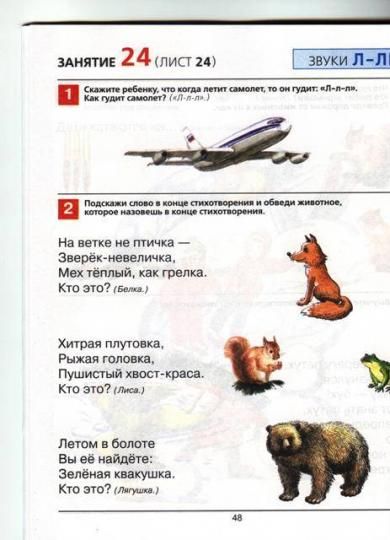 ЗАНЯТИЕ 24 (ЛИСТ 24)
ЗВУКИ Л–Л
1
Скажите ребенку, что когда летит самолет, то он гудит: «Л-л-л».
Как гудит самолет? («Л-л-л».)
2
Подскажи слово в конце стихотворения и обведи животное,
которое назовешь в конце стихотворения.
На ветке не птичка —
Зверёк-невеличка,
Мех тёплый, как грелка.
Кто это? (Белка.)
Хитрая плутовка,
Рыжая головка,
Пушистый хвост-краса.
Кто это? (Лиса.)
Летом в болоте
Вы её найдёте:
Зелёная квакушка.
Кто это? (Лягушка.)
48